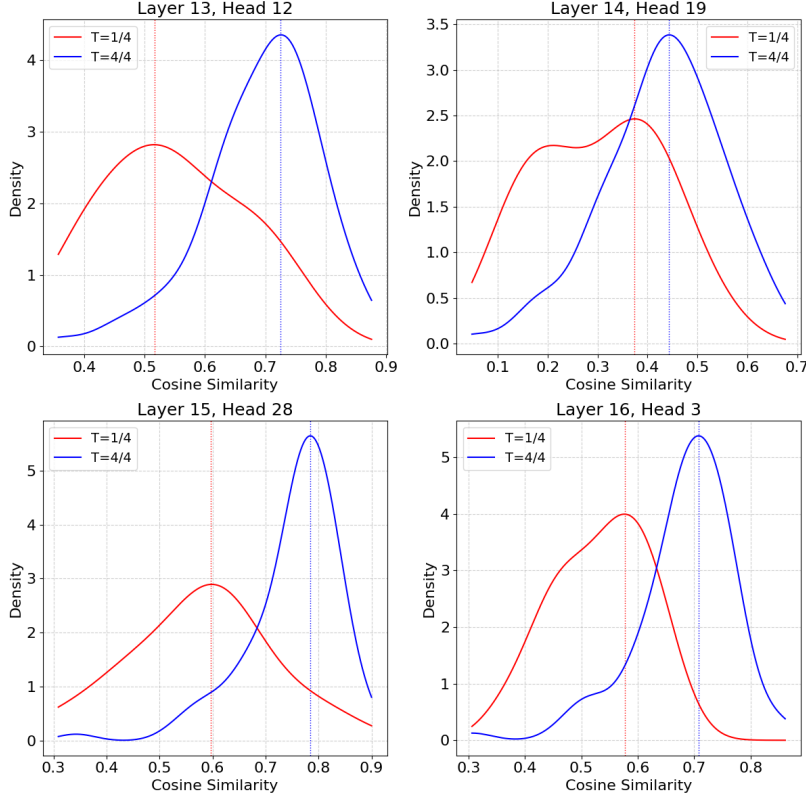 Layer 13, Head 12
T=1/4
T=4/4
Density
4
3
2
1
0
0.4 0.5 0.6 0.7 0.8 0.9
Cosine Similarity
Layer 14, Head 19
T=1/4
T=4/4
Density
3.5
3.0
2.5
2.0
1.5
1.0
0.5
0.0
0.1 0.2 0.3 0.4 0.5 0.6 0.7
Cosine Similarity
Layer 15, Head 28
T=1/4
T=4/4
Density
5
4
3
2
1
0
0.3 0.4 0.5 0.6 0.7 0.8 0.9
Cosine Similarity
Layer 16, Head 3
T=1/4
T=4/4
Density
5
4
3
2
1
0
0.3 0.4 0.5 0.6 0.7 0.8
Cosine Similarity